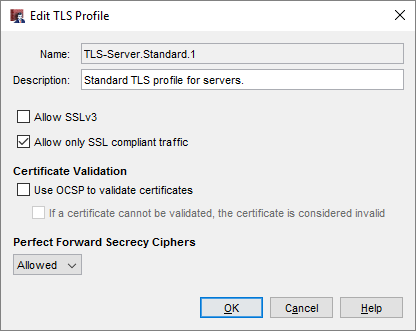 Edit TLS Profile
Name: TLS-Server.Standard.1
Description: Standard TLS profile for servers.
Allow SSLv3
Allow only SSL compliant traffic
Certificate Validation
Use OCSP to validate certificates
If a certificate cannot be validated, the certificate is considered invalid
Perfect Forward Secrecy Ciphers
Allowed
OK Cancel Help